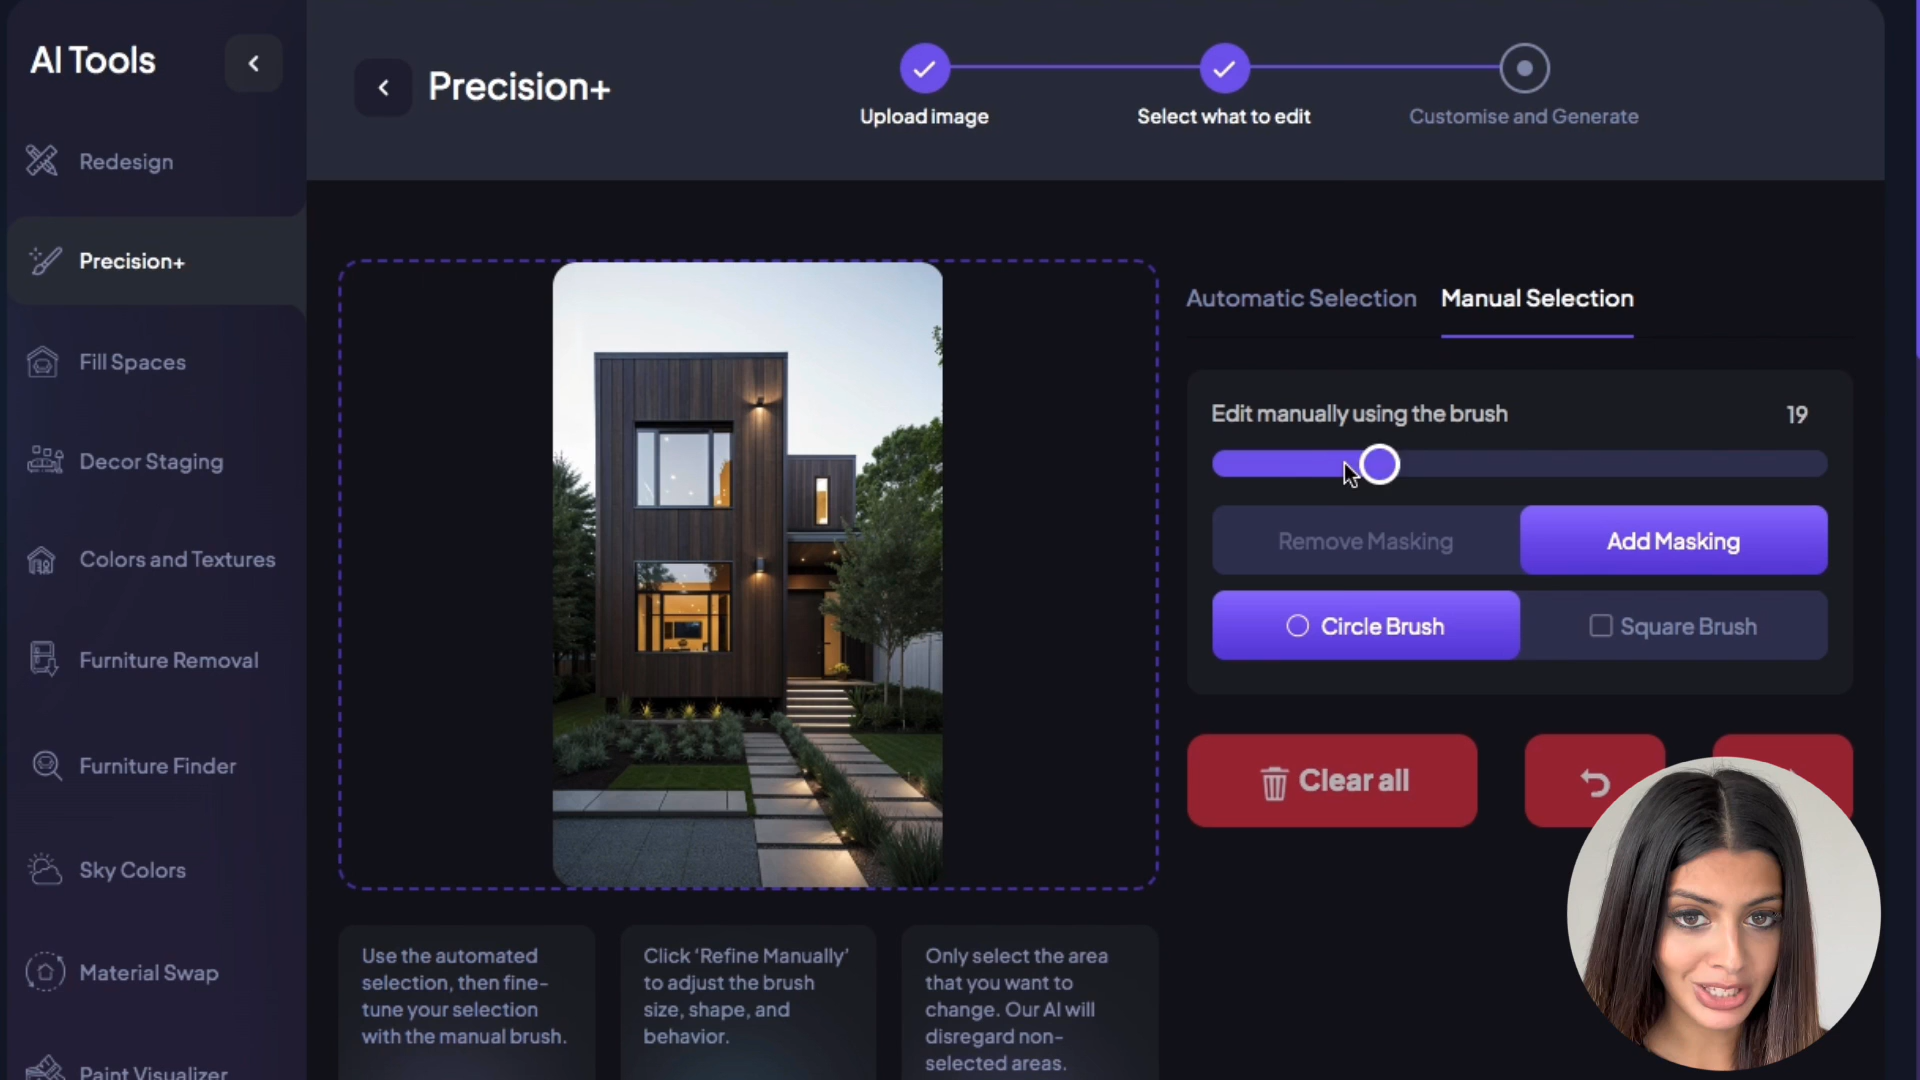 AI Tools
Redesign
Precision+
Fill Spaces
Decor Staging
Colors and Textures
Furniture Removal
Furniture Finder
Sky Colors
Material Swap
Paint Visualizer
Precision+
Upload image
Select what to edit
Customise and Generate
Automatic Selection
Manual Selection
Edit manually using the brush
19
Remove Masking
Add Masking
Circle Brush
Square Brush
Clear all
Use the automated
selection, then fine-
tune your selection
with the manual brush.
Click ‘Refine Manually’
to adjust the brush
size, shape, and
behavior.
Only select the area
that you want to
change. Our AI will
disregard non-
selected areas.